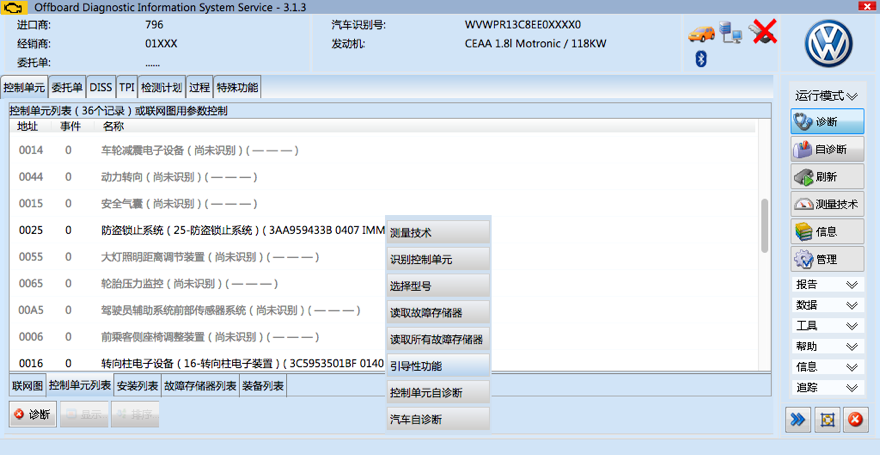 Offboard Diagnostic Information System Service - 3.1.3
进口商: 796
经销商: 01XXX
委托单: ......
汽车识别号: WVWPR13C8EE0XXXX0
发动机: CEAA 1.8l Motronic / 118KW
控制单元 委托单 DISS TPI 检测计划 过程 特殊功能
控制单元列表（36个记录）或联网图用参数控制
地址 事件 名称
0014 0 车轮减震电子设备（尚未识别）(———)
0044 0 动力转向（尚未识别）(———)
0015 0 安全气囊（尚未识别）(———)
0025 0 防盗锁止系统（25-防盗锁止系统）(3AA959433B 0407 IMM
0055 0 大灯照明距离调节装置（尚未识别）(———)
0065 0 轮胎压力监控（尚未识别）(———)
00A5 0 驾驶员辅助系统前部传感器系统（尚未识别）(———)
0006 0 前乘客侧座椅调整装置（尚未识别）(———)
0016 0 转向柱电子设备（16-转向柱电子装置）(3C5953501BF 0140
测量技术
识别控制单元
选择型号
读取故障存储器
读取所有故障存储器
引导性功能
控制单元自诊断
汽车自诊断
联网图 控制单元列表 安装列表 故障存储器列表 装备列表
诊断 显示 排序
运行模式
诊断
自诊断
刷新
测量技术
信息
管理
报告
数据
工具
帮助
信息
追踪